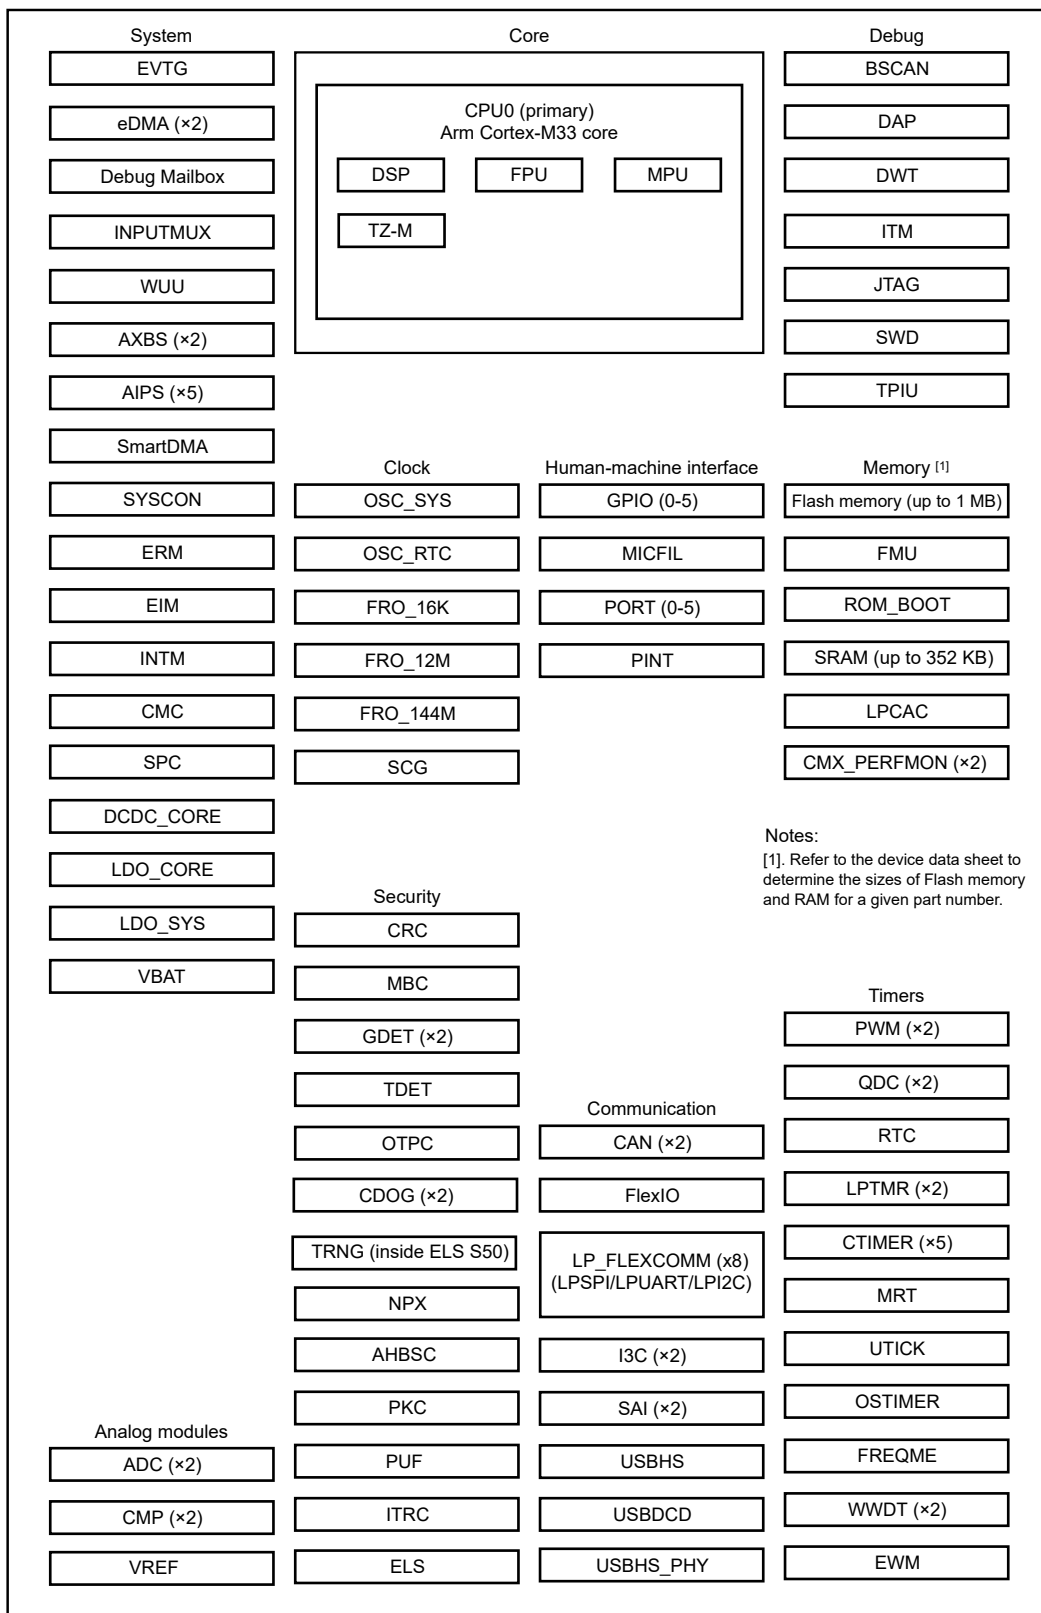 System
EVTG
eDMA (×2)
Debug Mailbox
INPUTMUX
WUU
AXBS (×2)
AIPS (×5)
SmartDMA
SYSCON
ERM
EIM
INTM
CMC
SPC
DCDC_CORE
LDO_CORE
LDO_SYS
VBAT
Core
CPU0 (primary)
Arm Cortex-M33 core
DSP
FPU
MPU
TZ-M
Debug
BSCAN
DAP
DWT
ITM
JTAG
SWD
TPIU
Clock
OSC_SYS
OSC_RTC
FRO_16K
FRO_12M
FRO_144M
SCG
Human-machine interface
GPIO (0-5)
MICFIL
PORT (0-5)
PINT
Memory [1]
Flash memory (up to 1 MB)
FMU
ROM_BOOT
SRAM (up to 352 KB)
LPCAC
CMX_PERFMON (×2)
Notes:
[1]. Refer to the device data sheet to
determine the sizes of Flash memory
and RAM for a given part number.
Security
CRC
MBC
GDET (×2)
TDET
OTPC
CDOG (×2)
TRNG (inside ELS S50)
NPX
AHBSC
PKC
PUF
ITRC
ELS
Communication
CAN (×2)
FlexIO
LP_FLEXCOMM (x8)
(LPSPI/LPUART/LPI2C)
I3C (×2)
SAI (×2)
USBHS
USBDCD
USBHS_PHY
Timers
PWM (×2)
QDC (×2)
RTC
LPTMR (×2)
CTIMER (×5)
MRT
UTICK
OSTIMER
FREQME
WWDT (×2)
EWM
Analog modules
ADC (×2)
CMP (×2)
VREF